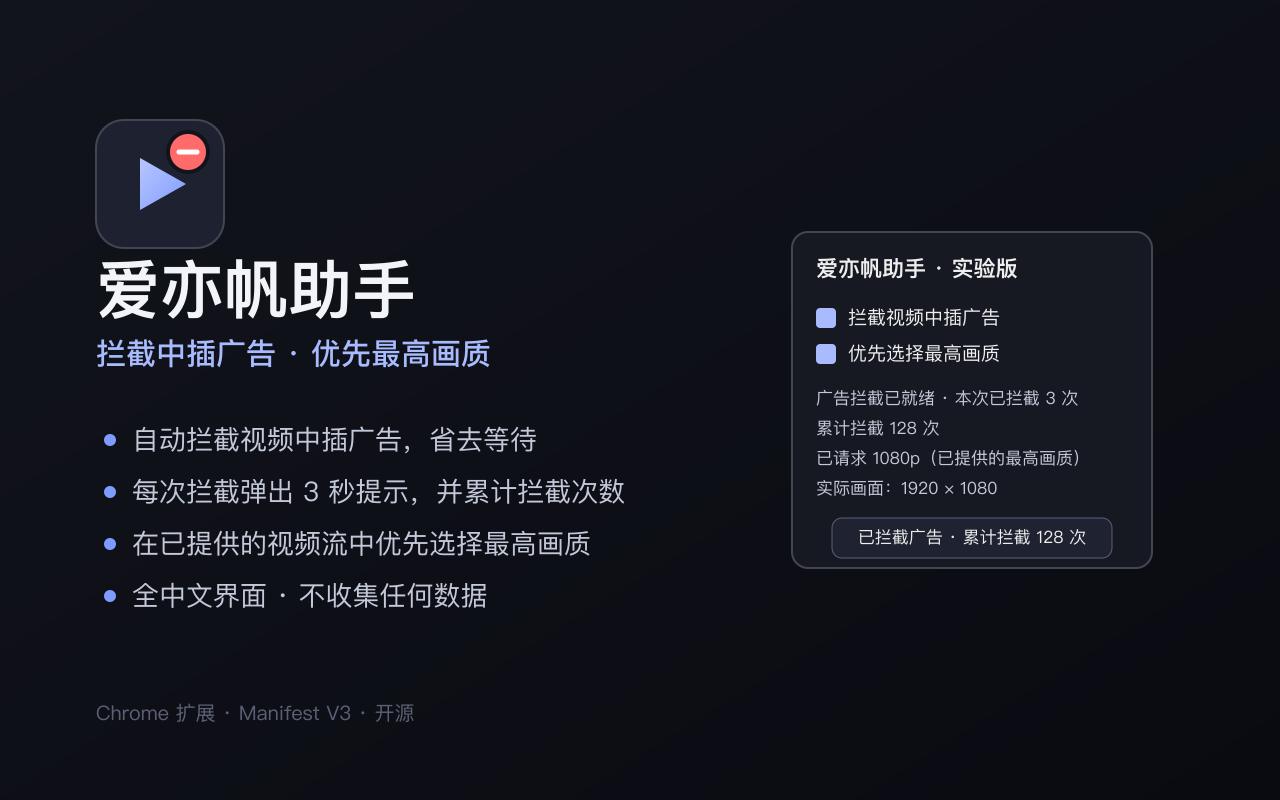 爱亦帆助手
拦截中插广告 · 优先最高画质
自动拦截视频中插广告，省去等待
每次拦截弹出 3 秒提示，并累计拦截次数
在已提供的视频流中优先选择最高画质
全中文界面 · 不收集任何数据
Chrome 扩展 · Manifest V3 · 开源
爱亦帆助手 · 实验版
拦截视频中插广告
优先选择最高画质
广告拦截已就绪 · 本次已拦截 3 次
累计拦截 128 次
已请求 1080p（已提供的最高画质）
实际画面：1920 × 1080
已拦截广告 · 累计拦截 128 次